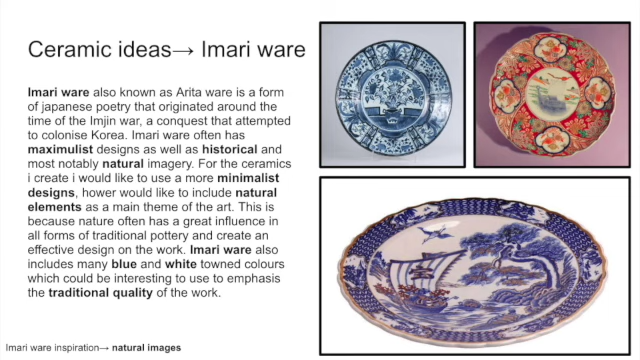 Ceramic ideas→ Imari ware
Imari ware also known as Arita ware is a form
of japanese poetry that originated around the
time of the Imjin war, a conquest that attempted
to colonise Korea. Imari ware often has
maximulist designs as well as historical and
most notably natural imagery. For the ceramics
i create i would like to use a more minimalist
designs, hower would like to include natural
elements as a main theme of the art. This is
because nature often has a great influence in
all forms of traditional pottery and create an
effective design on the work. Imari ware also
includes many blue and white towned colours
which could be interesting to use to emphasis
the traditional quality of the work.
Imari ware inspiration→ natural images